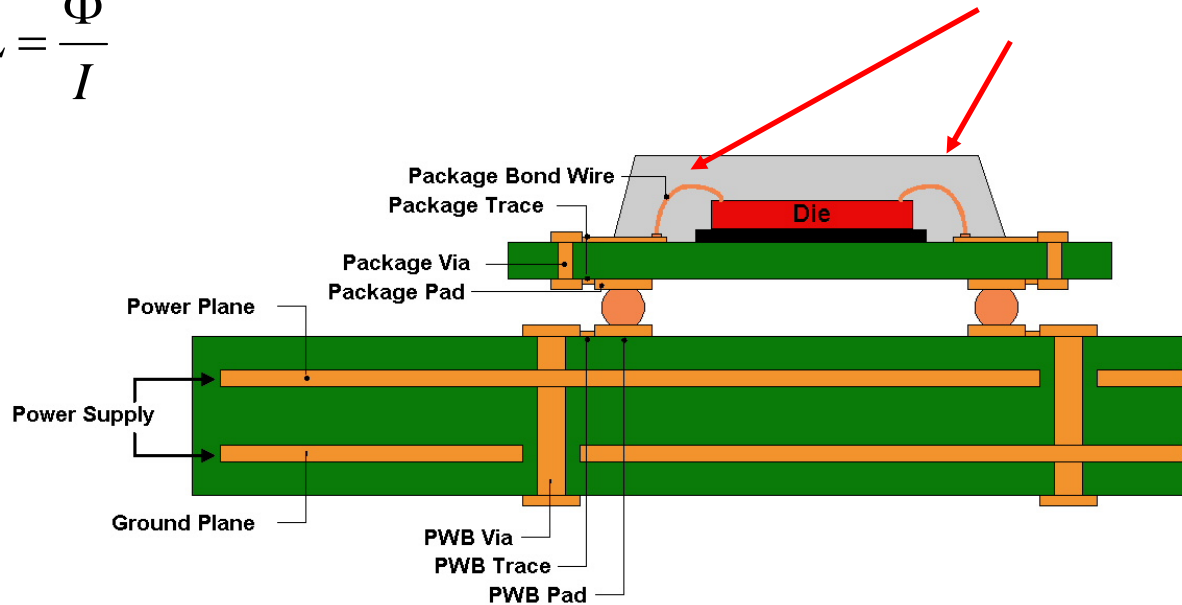 = Φ
I
Package Bond Wire
Package Trace
Die
Package Via
Package Pad
Power Plane
Power Supply
Ground Plane
PWB Via
PWB Trace
PWB Pad